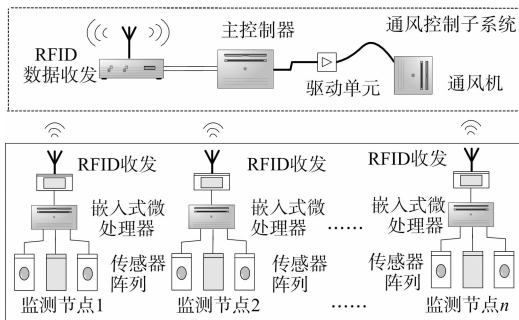 主控制器
通风控制子系统
RFID
数据收发
驱动单元
通风机
RFID收发
RFID收发
RFID收发
嵌入式微
处理器
嵌入式微
处理器
……
嵌入式微
处理器
传感器
阵列
传感器
阵列
传感器
阵列
监测节点1
监测节点2
……
监测节点n